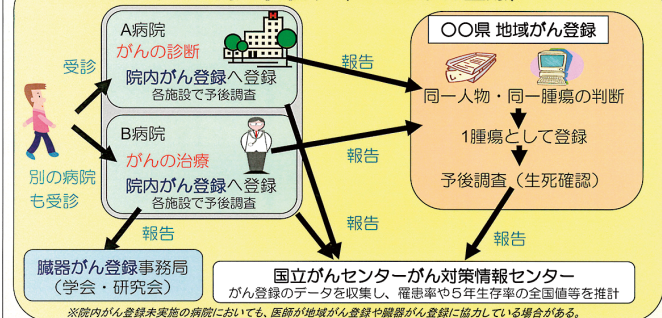 A病院
がんの診断
院内がん登録へ登録
各施設で予後調査
受診
別の病院
も受診
B病院
がんの治療
院内がん登録へ登録
各施設で予後調査
報告
報告
報告
報告
報告
〇〇県 地域がん登録
同一人物・同一腫瘍の判断
1腫瘍として登録
予後調査（生死確認）
臓器がん登録事務局
（学会・研究会）
国立がんセンターがん対策情報センター
がん登録のデータを収集し、罹患率や５年生存率の全国値等を推計
※院内がん登録未実施の病院においても、医師が地域がん登録や臓器がん登録に協力している場合がある。